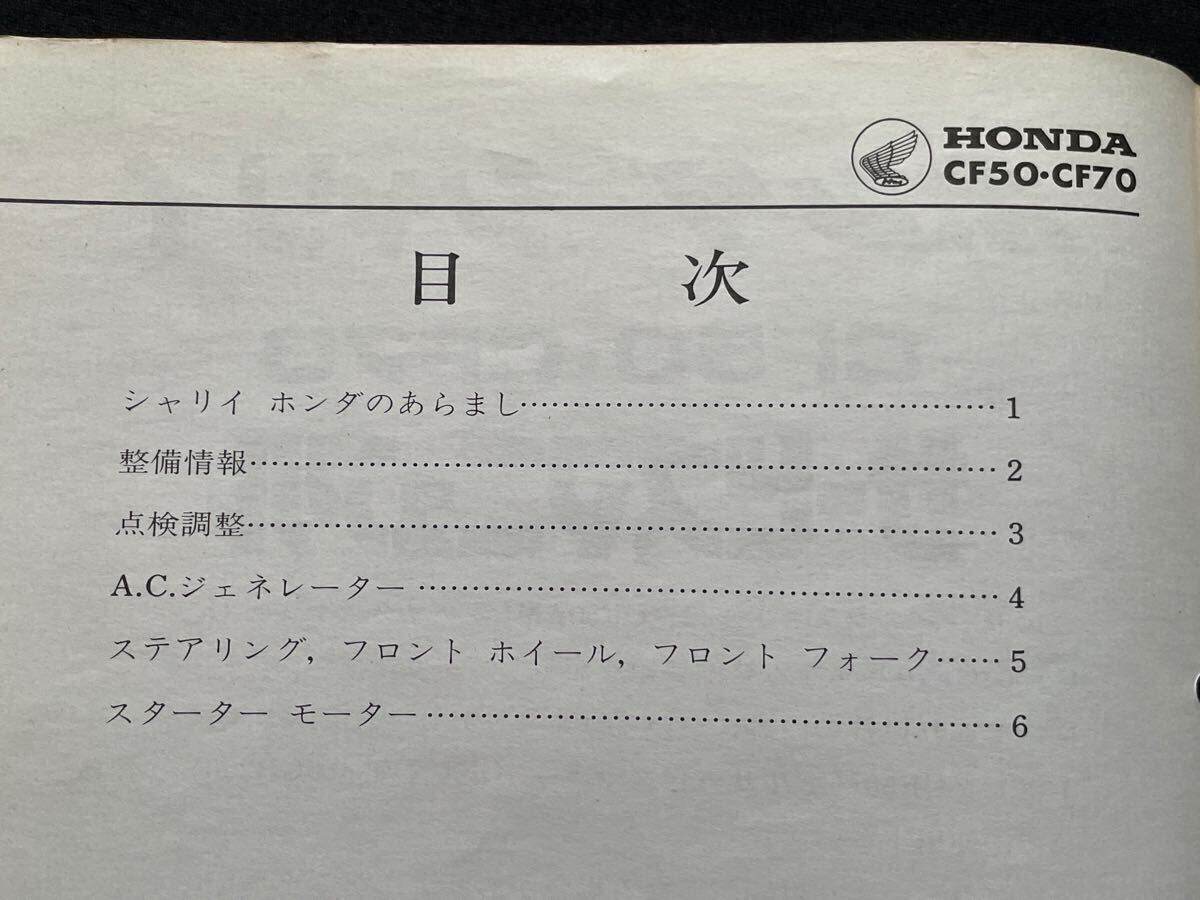 HONDA
CF50・CF70
目 次
シャリイ ホンダのあらまし………………………………………… 1
整備情報………………………………………………………………… 2
点検調整………………………………………………………………… 3
A.C.ジェネレーター ………………………………………………… 4
ステアリング, フロント ホイール, フロント フォーク…… 5
スターター モーター………………………………………………… 6